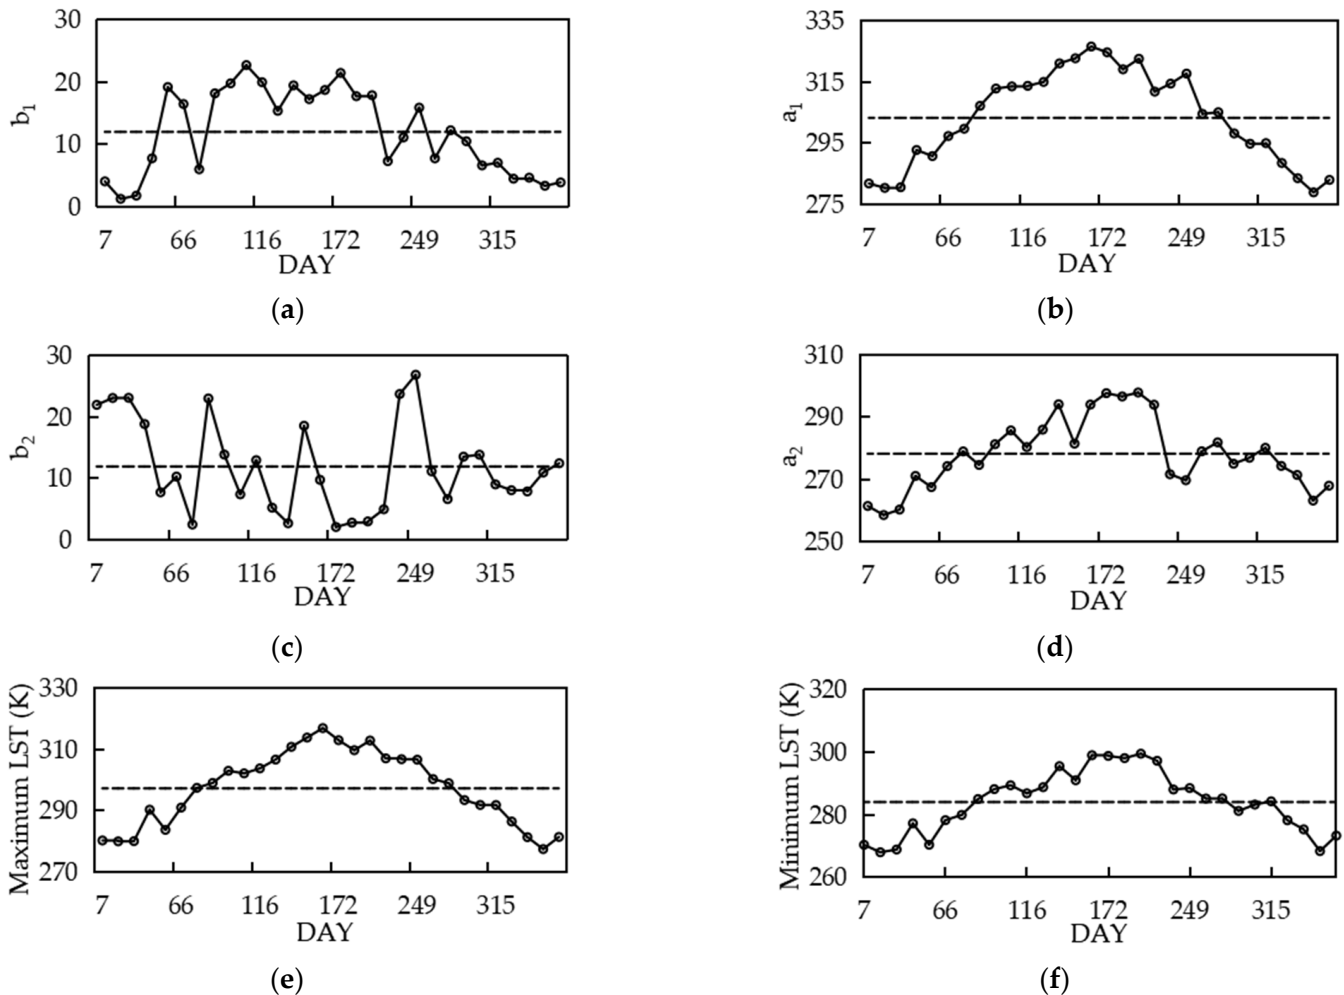 30
20
10
0
b1
7 66 116 172 249 315
DAY
(a)
335
315
295
275
a1
7 66 116 172 249 315
DAY
(b)
30
20
10
0
b2
7 66 116 172 249 315
DAY
(c)
310
290
270
250
a2
7 66 116 172 249 315
DAY
(d)
330
310
290
270
Maximum LST (K)
7 66 116 172 249 315
DAY
(e)
320
300
280
260
Minimum LST (K)
7 66 116 172 249 315
DAY
(f)